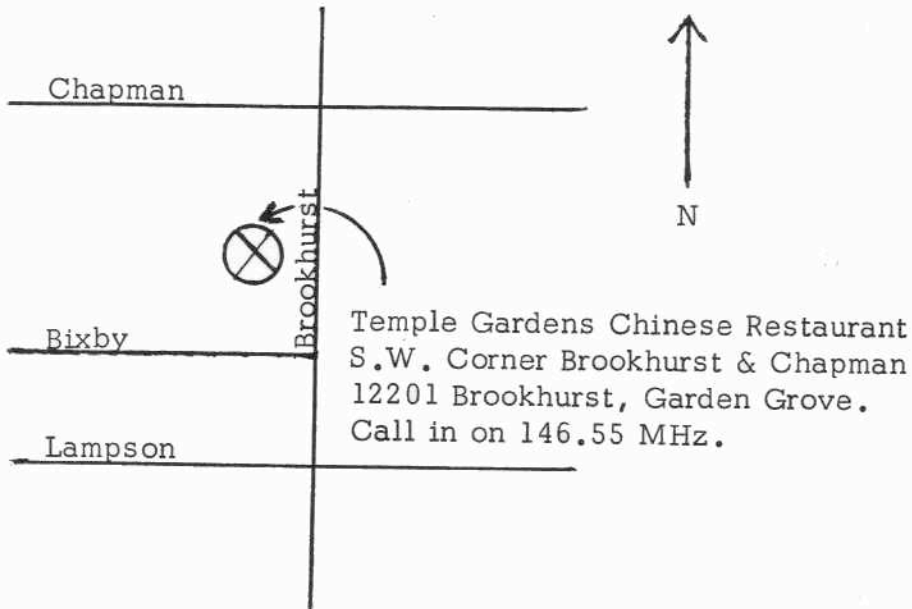 Chapman
N
Brookhurst
Temple Gardens Chinese Restaurant
Bixby
S.W. Corner Brookhurst & Chapman
12201 Brookhurst, Garden Grove.
Call in on 146.55 MHz.
Lampson